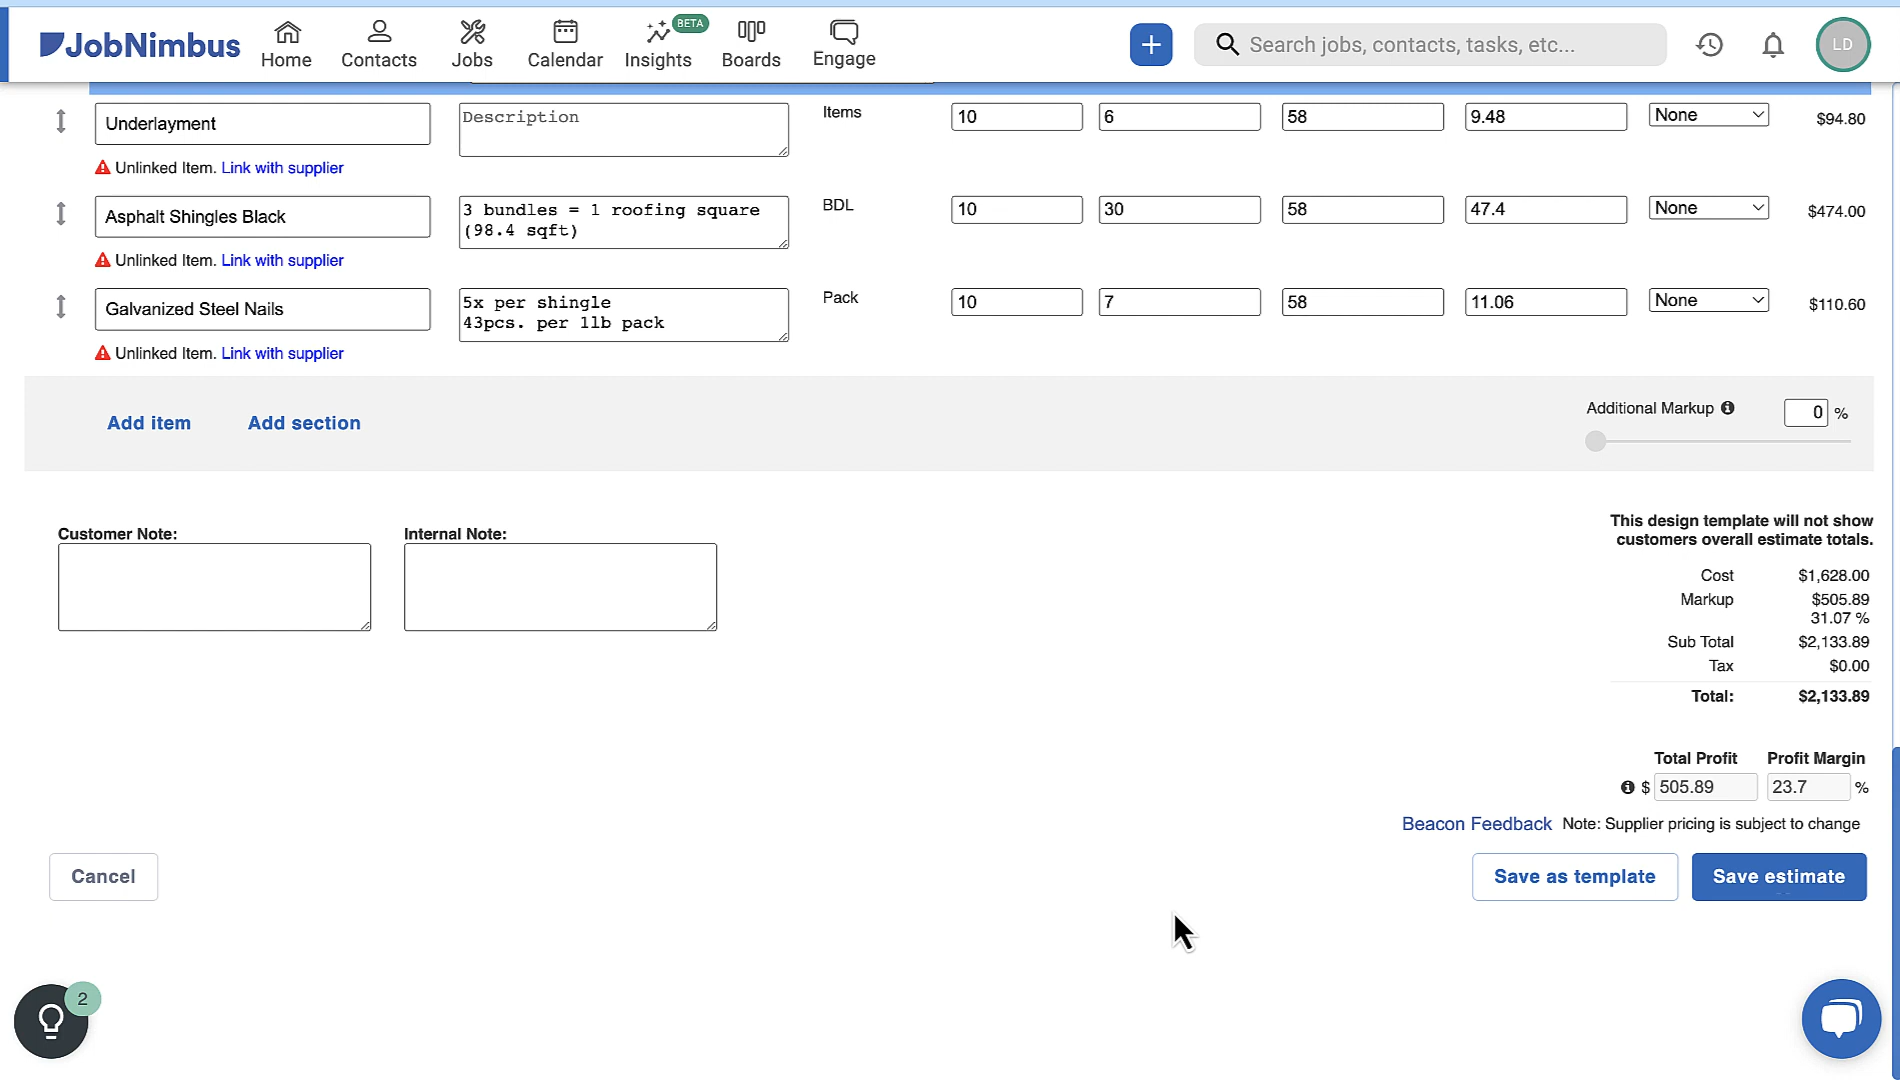 JobNimbus
Home
Contacts
Jobs
Calendar
BETA
Insights
Boards
Engage
+
Search jobs, contacts, tasks, etc...
LD
Underlayment
Description
Items
10
6
58
9.48
None
$94.80
Unlinked Item. Link with supplier
Asphalt Shingles Black
3 bundles = 1 roofing square
(98.4 sqft)
BDL
10
30
58
47.4
None
$474.00
Unlinked Item. Link with supplier
Galvanized Steel Nails
5x per shingle
43pcs. per 1lb pack
Pack
10
7
58
11.06
None
$110.60
Unlinked Item. Link with supplier
Add item
Add section
Additional Markup
0 %
Customer Note:
Internal Note:
This design template will not show
customers overall estimate totals.
Cost $1,628.00
Markup $505.89
31.07 %
Sub Total $2,133.89
Tax $0.00
Total: $2,133.89
Total Profit Profit Margin
$ 505.89 23.7 %
Beacon Feedback Note: Supplier pricing is subject to change
Cancel
Save as template
Save estimate
2